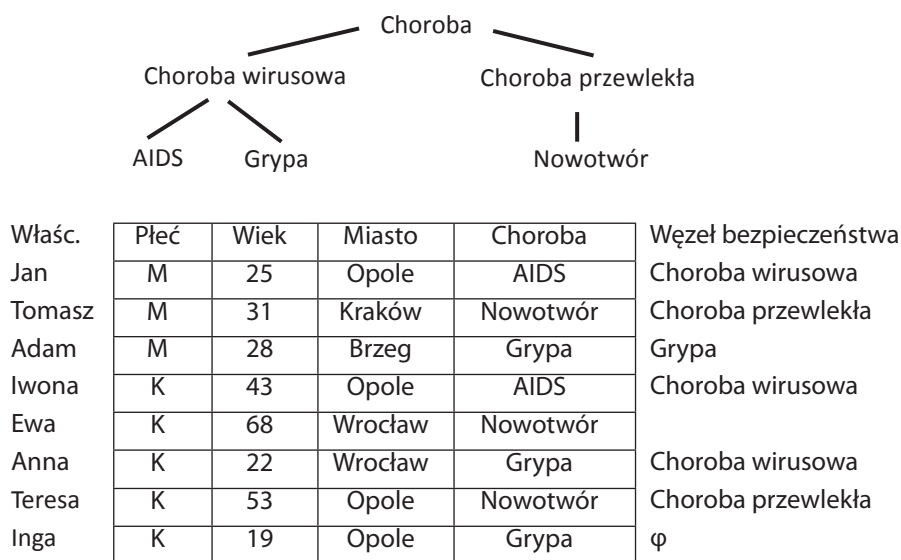 Choroba
Choroba wirusowa Choroba przewlekła
AIDS Grypa Nowotwór
Właśc. Płeć Wiek Miasto Choroba Węzeł bezpieczeństwa
Jan M 25 Opole AIDS Choroba wirusowa
Tomasz M 31 Kraków Nowotwór Choroba przewlekła
Adam M 28 Brzeg Grypa Grypa
Iwona K 43 Opole AIDS Choroba wirusowa
Ewa K 68 Wrocław Nowotwór
Anna K 22 Wrocław Grypa Choroba wirusowa
Teresa K 53 Opole Nowotwór Choroba przewlekła
Inga K 19 Opole Grypa φ